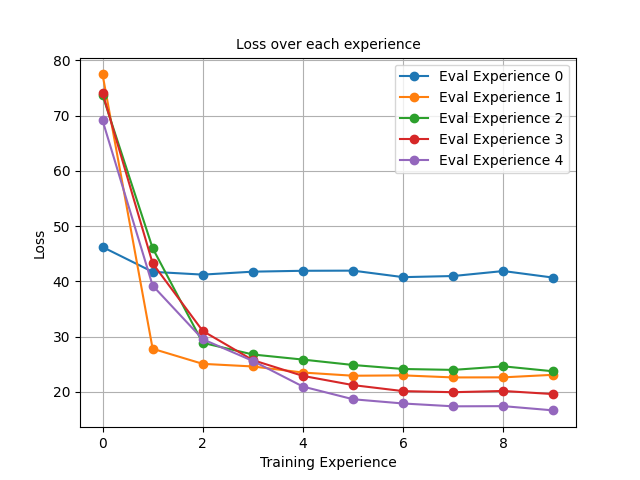 Loss over each experience
80
70
60
50
40
30
20
Loss
0
2
4
6
8
Training Experience
Eval Experience 0
Eval Experience 1
Eval Experience 2
Eval Experience 3
Eval Experience 4